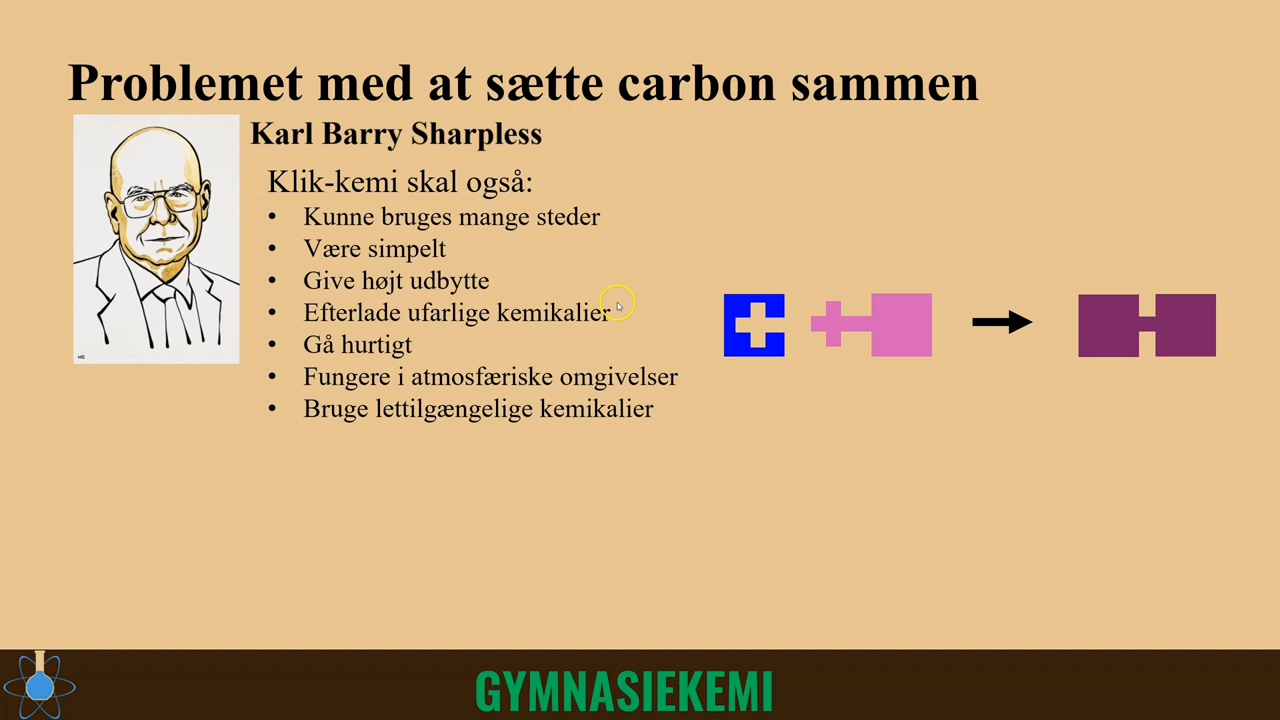 Problemet med at sætte carbon sammen
Karl Barry Sharpless
Klik-kemi skal også:
• Kunne bruges mange steder
• Være simpelt
• Give højt udbytte
• Efterlade ufarlige kemikalier
• Gå hurtigt
• Fungere i atmosfæriske omgivelser
• Bruge lettilgængelige kemikalier
GYMNASIEKEMI